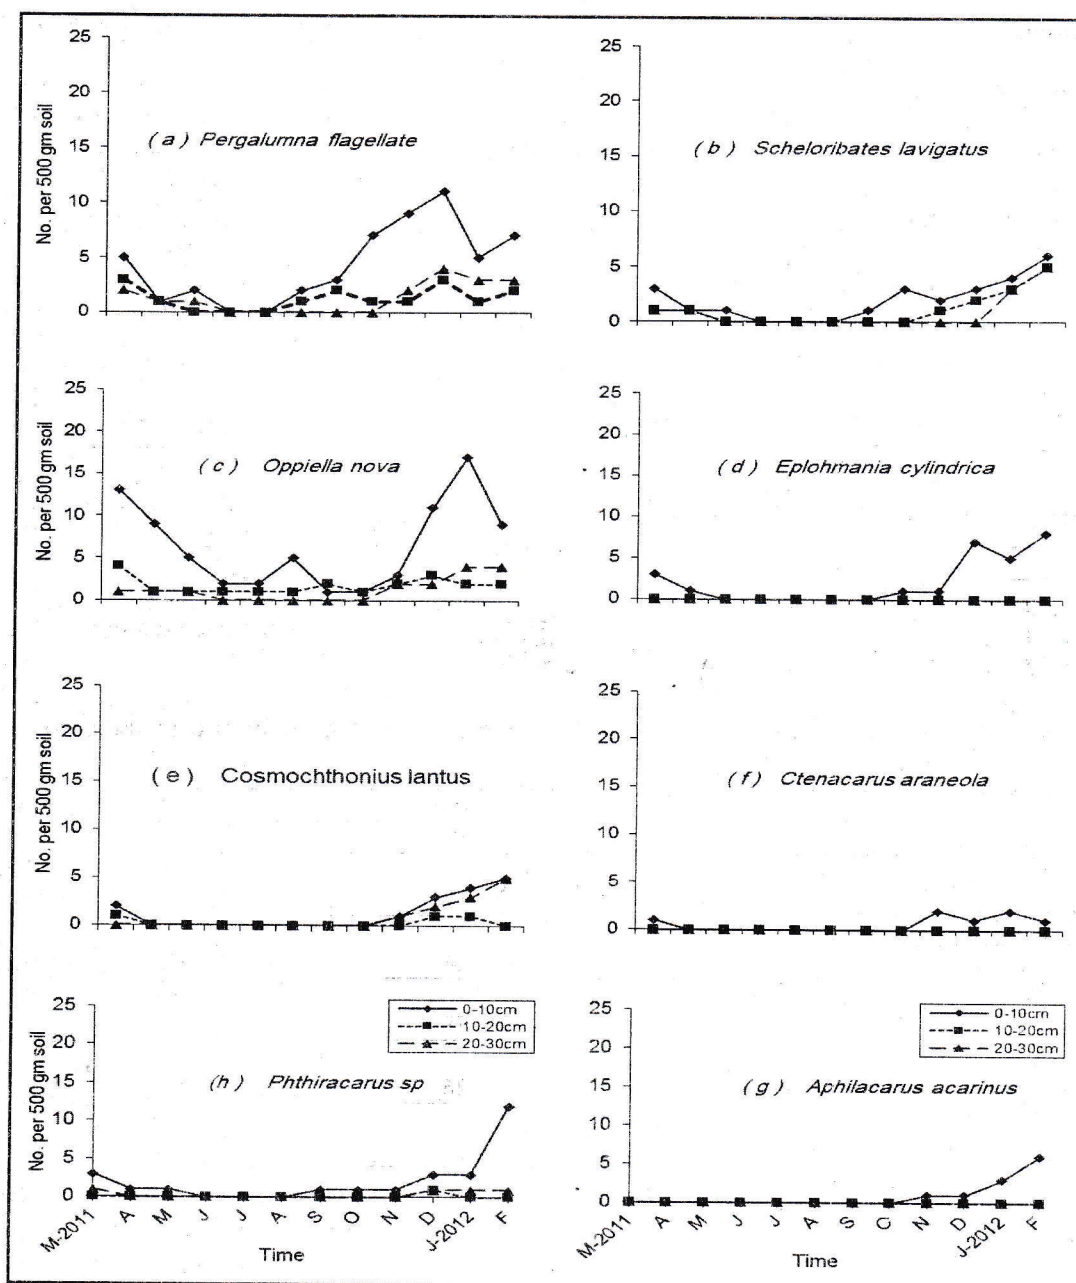 25
20
15
10
5
0
No. per 500 gm soil
( a ) Pergalumna flagellate
25
20
15
10
5
0
( b ) Scheloribates lavigatus
25
20
15
10
5
0
No. per 500 gm soil
( c ) Oppiella nova
25
20
15
10
5
0
( d ) Eplohmania cylindrica
25
20
15
10
5
0
No. per 500 gm soil
( e ) Cosmochthonius lantus
25
20
15
10
5
0
( f ) Ctenacarus araneola
25
20
15
10
5
0
No. per 500 gm soil
0-10cm
10-20cm
20-30cm
(h ) Phthiracarus sp
M-2011 A M J J A S O N D J-2012 F
Time
25
20
15
10
5
0
0-10cm
10-20cm
20-30cm
( g ) Aphilacarus acarinus
M-2011 A M J J A S C N D J-2012 F
Time